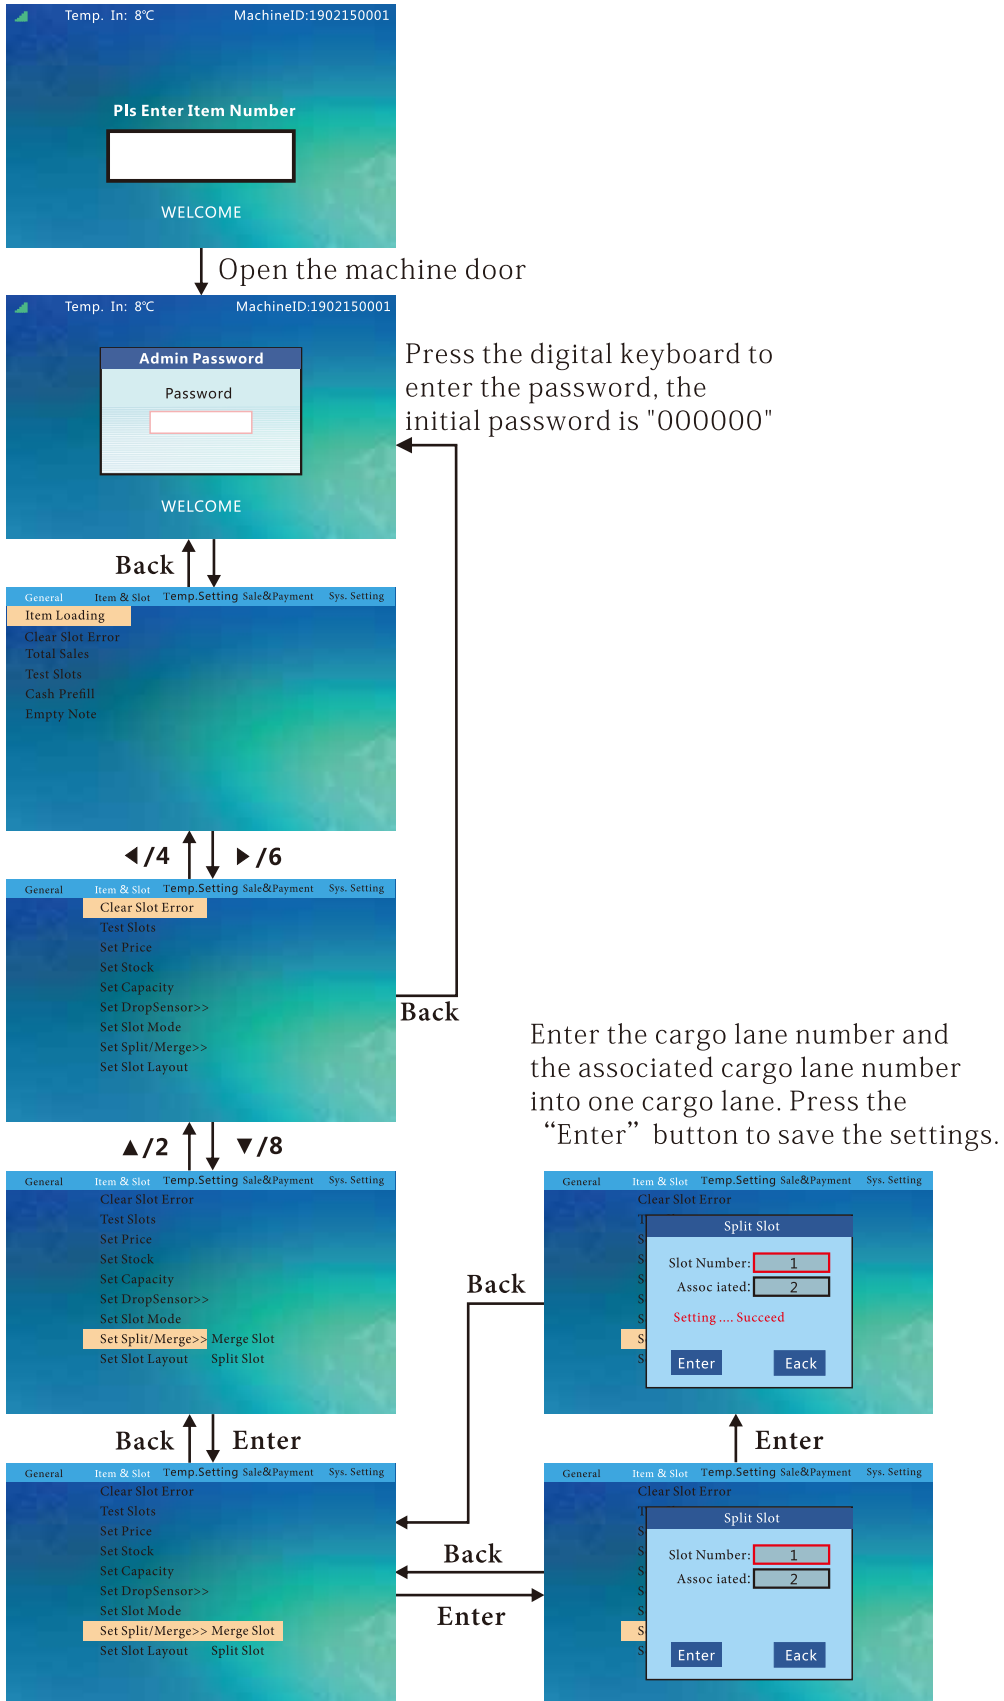 Temp. In: 8℃ MachineID:1902150001
Pls Enter Item Number
WELCOME
Open the machine door
Temp. In: 8℃ MachineID:1902150001
Admin Password
Password
WELCOME
Press the digital keyboard to
enter the password, the
initial password is "000000"
Back
General Item & Slot Temp.Setting Sale&Payment Sys. Setting
Item Loading
Clear Slot Error
Total Sales
Test Slots
Cash Prefill
Empty Note
◀/4 ▶/6
General Item & Slot Temp.Setting Sale&Payment Sys. Setting
Clear Slot Error
Test Slots
Set Price
Set Stock
Set Capacity
Set DropSensor>>
Set Slot Mode
Set Split/Merge>>
Set Slot Layout
Back
▲/2 ▼/8
Enter the cargo lane number and
the associated cargo lane number
into one cargo lane. Press the
“Enter” button to save the settings.
General Item & Slot Temp.Setting Sale&Payment Sys. Setting
Clear Slot Error
Test Slots
Set Price
Set Stock
Set Capacity
Set DropSensor>>
Set Slot Mode
Set Split/Merge>> Merge Slot
Set Slot Layout Split Slot
Back
General Item & Slot Temp.Setting Sale&Payment Sys. Setting
Clear Slot Error
T
Split Slot
S
Slot Number: 1
S
Assoc iated: 2
S
S
Setting .... Succeed
S
S
S
Enter Eack
Back Enter
Enter
General Item & Slot Temp.Setting Sale&Payment Sys. Setting
Clear Slot Error
Test Slots
Set Price
Set Stock
Set Capacity
Set DropSensor>>
Set Slot Mode
Set Split/Merge>> Merge Slot
Set Slot Layout Split Slot
Back
Enter
General Item & Slot Temp.Setting Sale&Payment Sys. Setting
Clear Slot Error
T
Split Slot
S
Slot Number: 1
S
Assoc iated: 2
S
S
S
S
S
Enter Eack